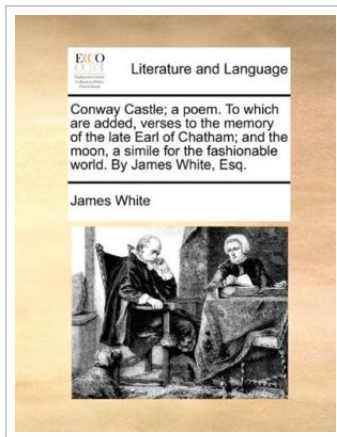 ECCO
Literature and Language
Conway Castle; a poem. To which
are added, verses to the memory
of the late Earl of Chatham; and the
moon, a simile for the fashionable
world. By James White, Esq.
James White